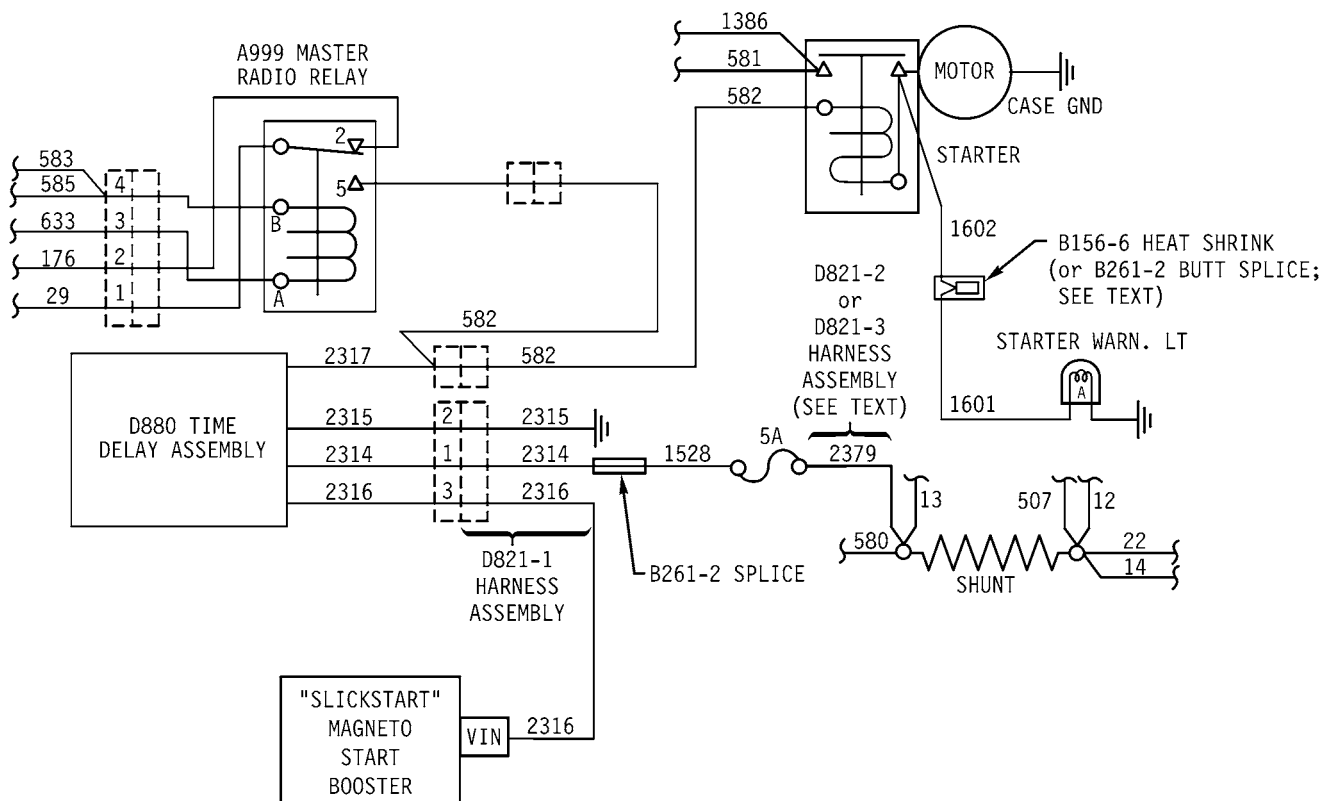 1386
A999 MASTER
RADIO RELAY
581
MOTOR
582
CASE GND
2
STARTER
583
585
4
5
B
633
3
176
2
29
1
A
1602
B156-6 HEAT SHRINK
(or B261-2 BUTT SPLICE;
SEE TEXT)
D821-2
or
D821-3
HARNESS
ASSEMBLY
(SEE TEXT)
582
STARTER WARN. LT
A
1601
2317
582
D880 TIME
DELAY ASSEMBLY
2315
2
2315
2314
1
2314
1528
5A
2379
2316
3
2316
13
507
12
580
22
14
SHUNT
D821-1
HARNESS
ASSEMBLY
B261-2 SPLICE
"SLICKSTART"
MAGNETO
START
BOOSTER
VIN
2316